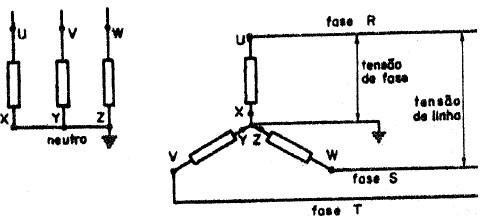 U
V
W
X
Y
Z
neutro
fase R
U
tensão
de fase
tensão
de linha
X
Y
Z
V
W
fase S
fase T